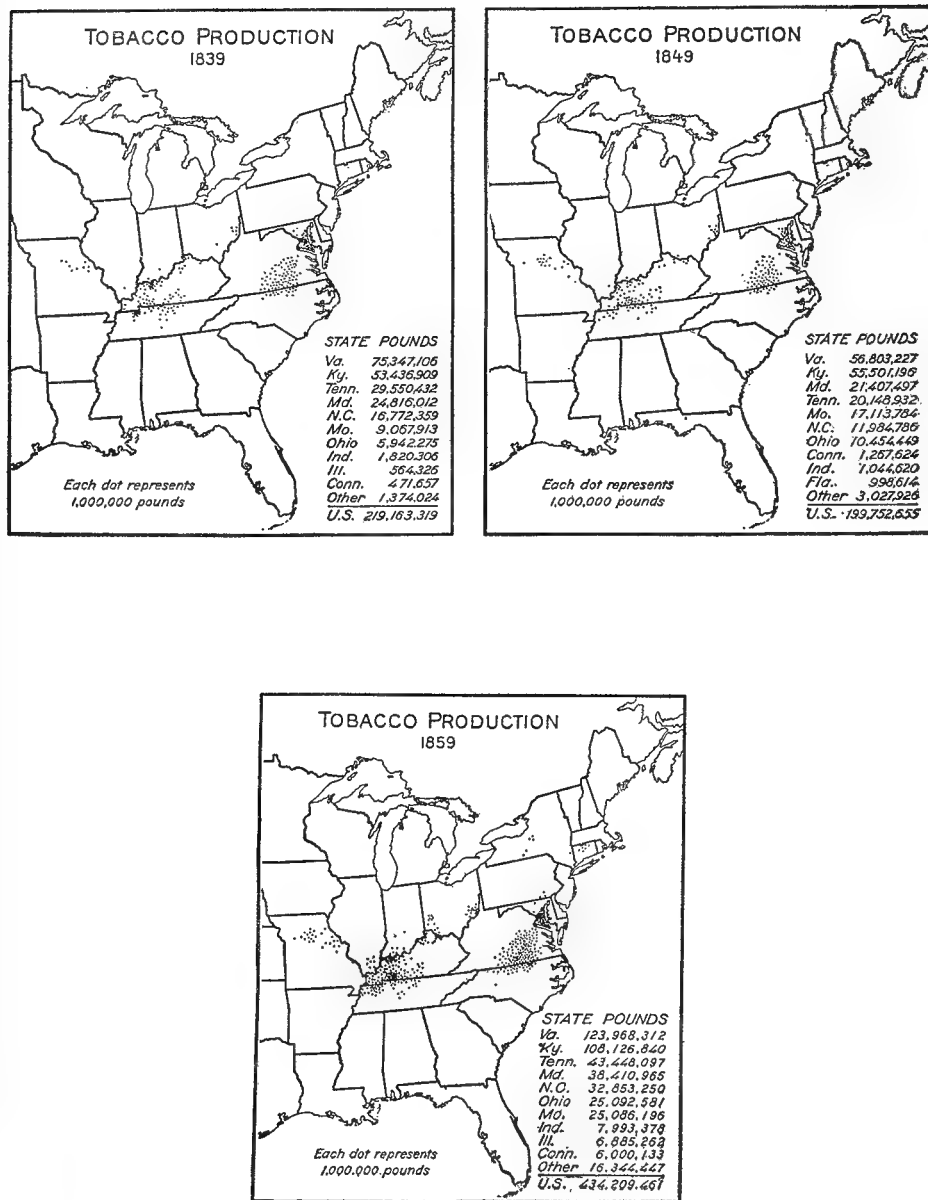 TOBACCO PRODUCTION
1839
STATE POUNDS
Va. 75,347,106
Ky. 53,436,909
Tenn. 29,550,432
Md. 24,816,012
N.C. 16,772,359
Mo. 9,067,913
Ohio 5,942,275
Ind. 1,820,306
Ill. 564,326
Conn. 471,657
Other 1,374,024
U.S. 219,163,319
Each dot represents
1,000,000 pounds
TOBACCO PRODUCTION
1849
STATE POUNDS
Va. 56,803,227
Ky. 55,501,196
Md. 21,407,497
Tenn. 20,148,932
Mo. 17,113,784
N.C. 11,984,786
Ohio 10,454,449
Conn. 1,267,624
Ind. 1,044,620
Fla. 998,614
Other 3,027,926
U.S. 199,752,655
Each dot represents
1,000,000 pounds
TOBACCO PRODUCTION
1859
STATE POUNDS
Va. 123,968,312
Ky. 108,126,840
Tenn. 43,448,097
Md. 38,410,965
N.C. 32,853,250
Ohio 25,092,581
Mo. 25,086,196
Ind. 7,993,378
Ill. 6,885,262
Conn. 6,000,133
Other 16,344,447
U.S. 434,209,461
Each dot represents
1,000,000 pounds